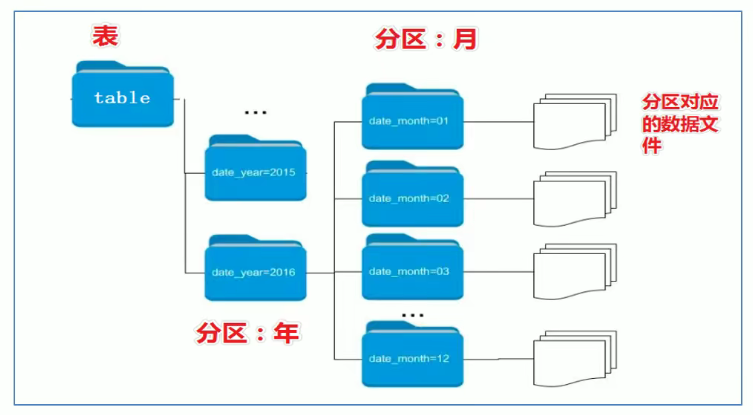 表
分区：月
table
...
date_month=01
分区对应
的数据文
件
date_year=2015
date_month=02
date_year=2016
date_month=03
...
分区：年
date_month=12